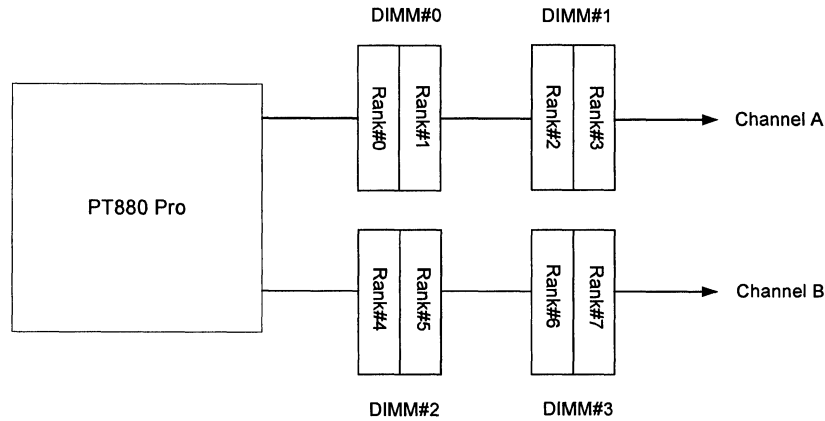 DIMM#0
DIMM#1
Rank#0
Rank#1
Rank#2
Rank#3
Channel A
PT880 Pro
Rank#4
Rank#5
Rank#6
Rank#7
Channel B
DIMM#2
DIMM#3